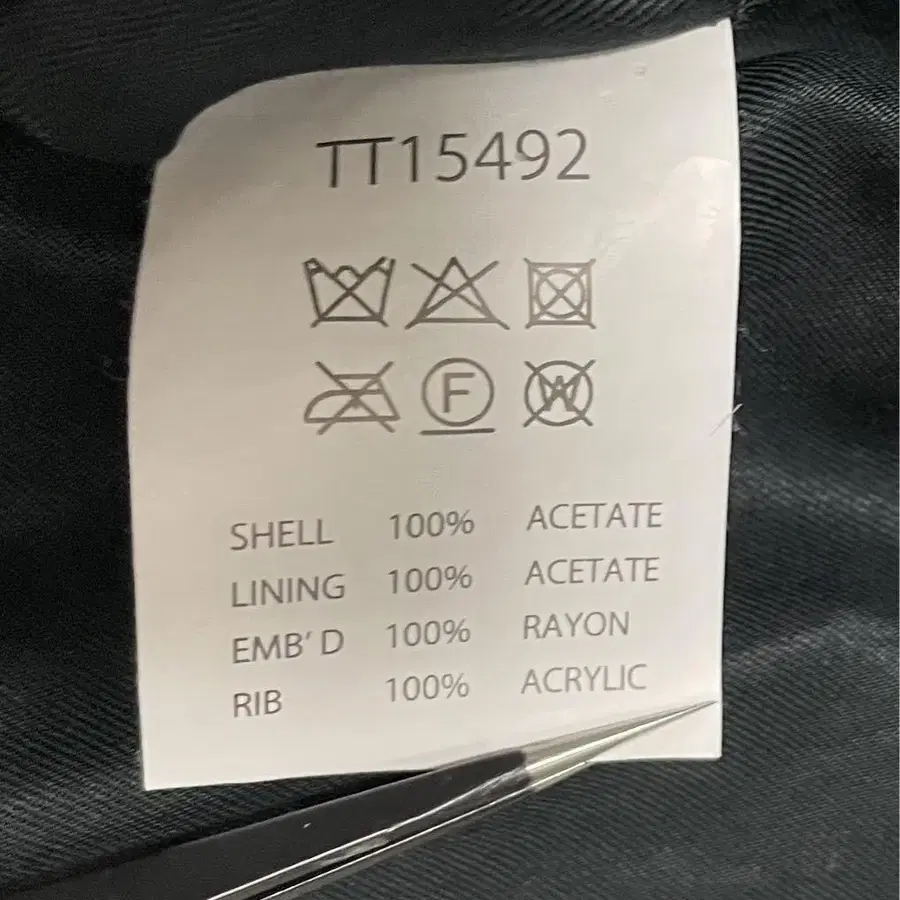 TT15492
F W
SHELL 100% ACETATE
LINING 100% ACETATE
EMB' D 100% RAYON
RIB 100% ACRYLIC